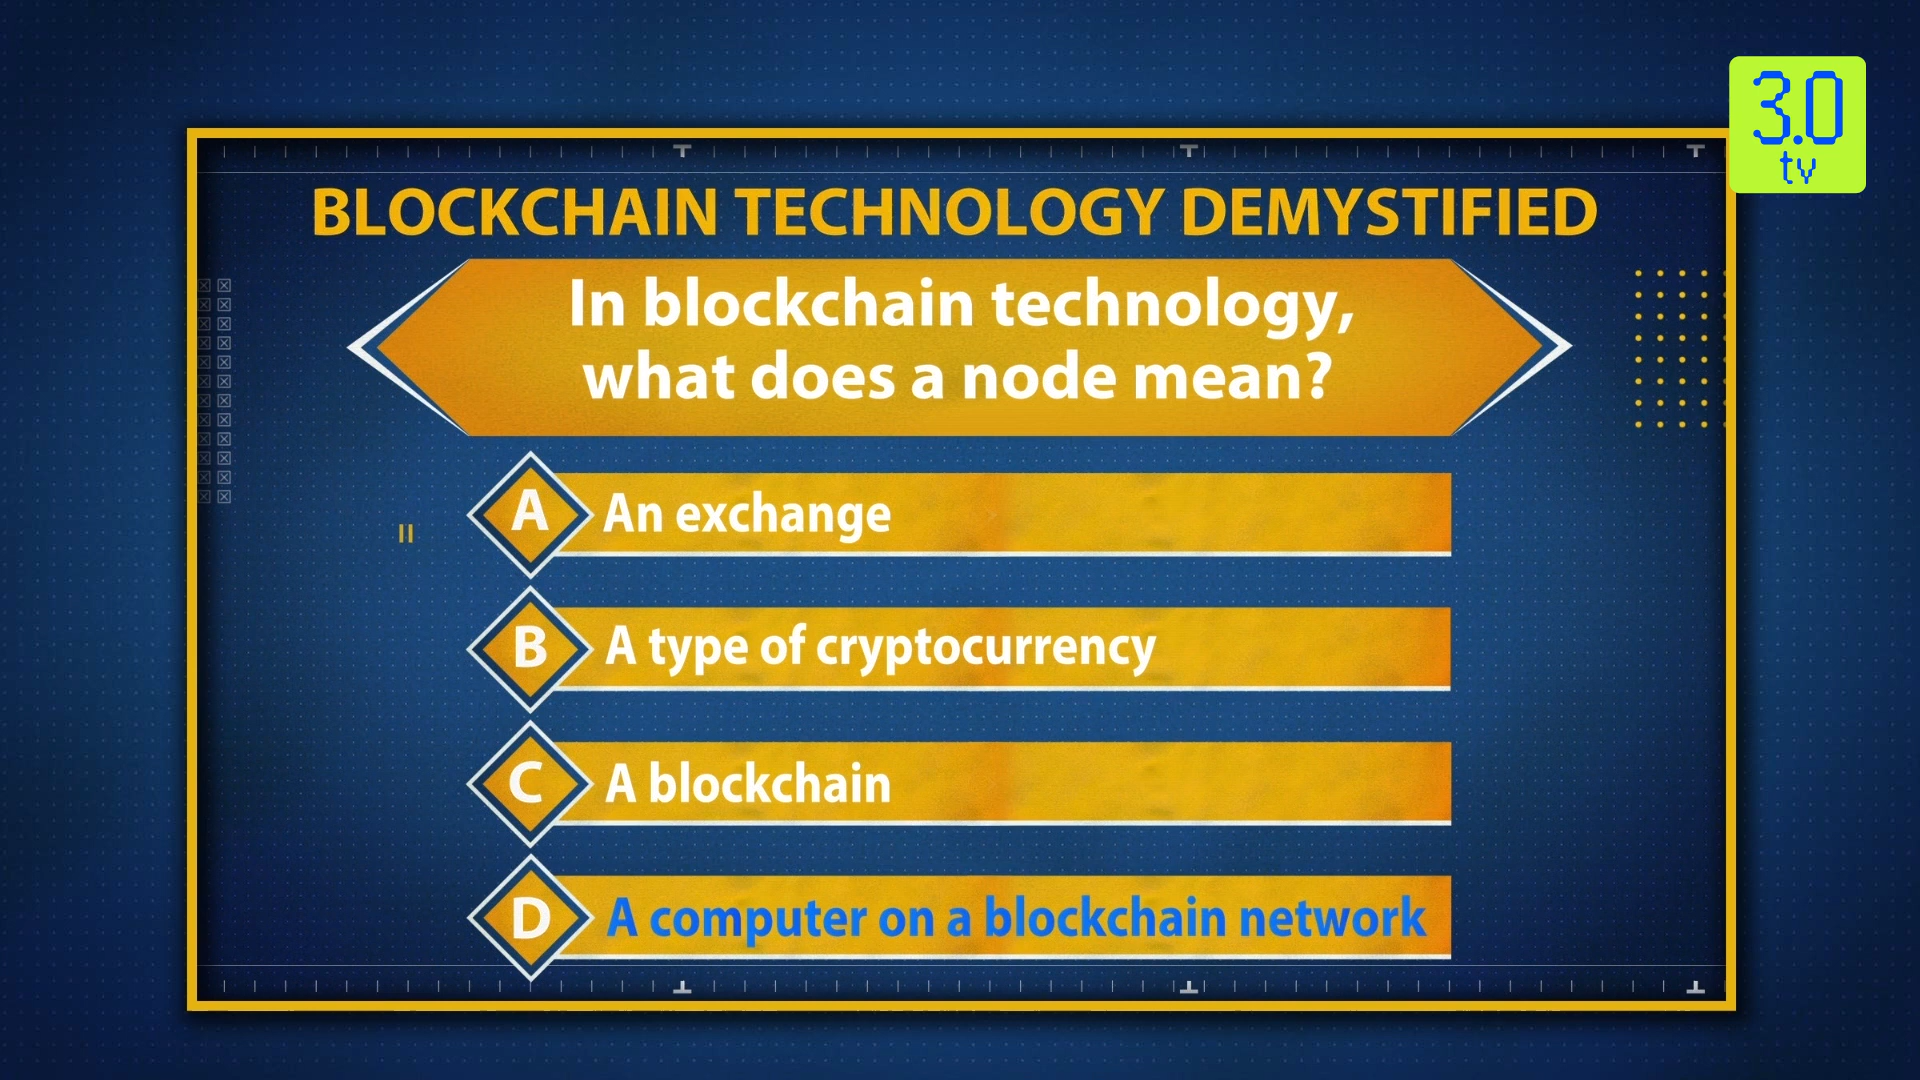 3.0
tv
BLOCKCHAIN TECHNOLOGY DEMYSTIFIED
In blockchain technology,
what does a node mean?
A An exchange
B A type of cryptocurrency
C A blockchain
D A computer on a blockchain network